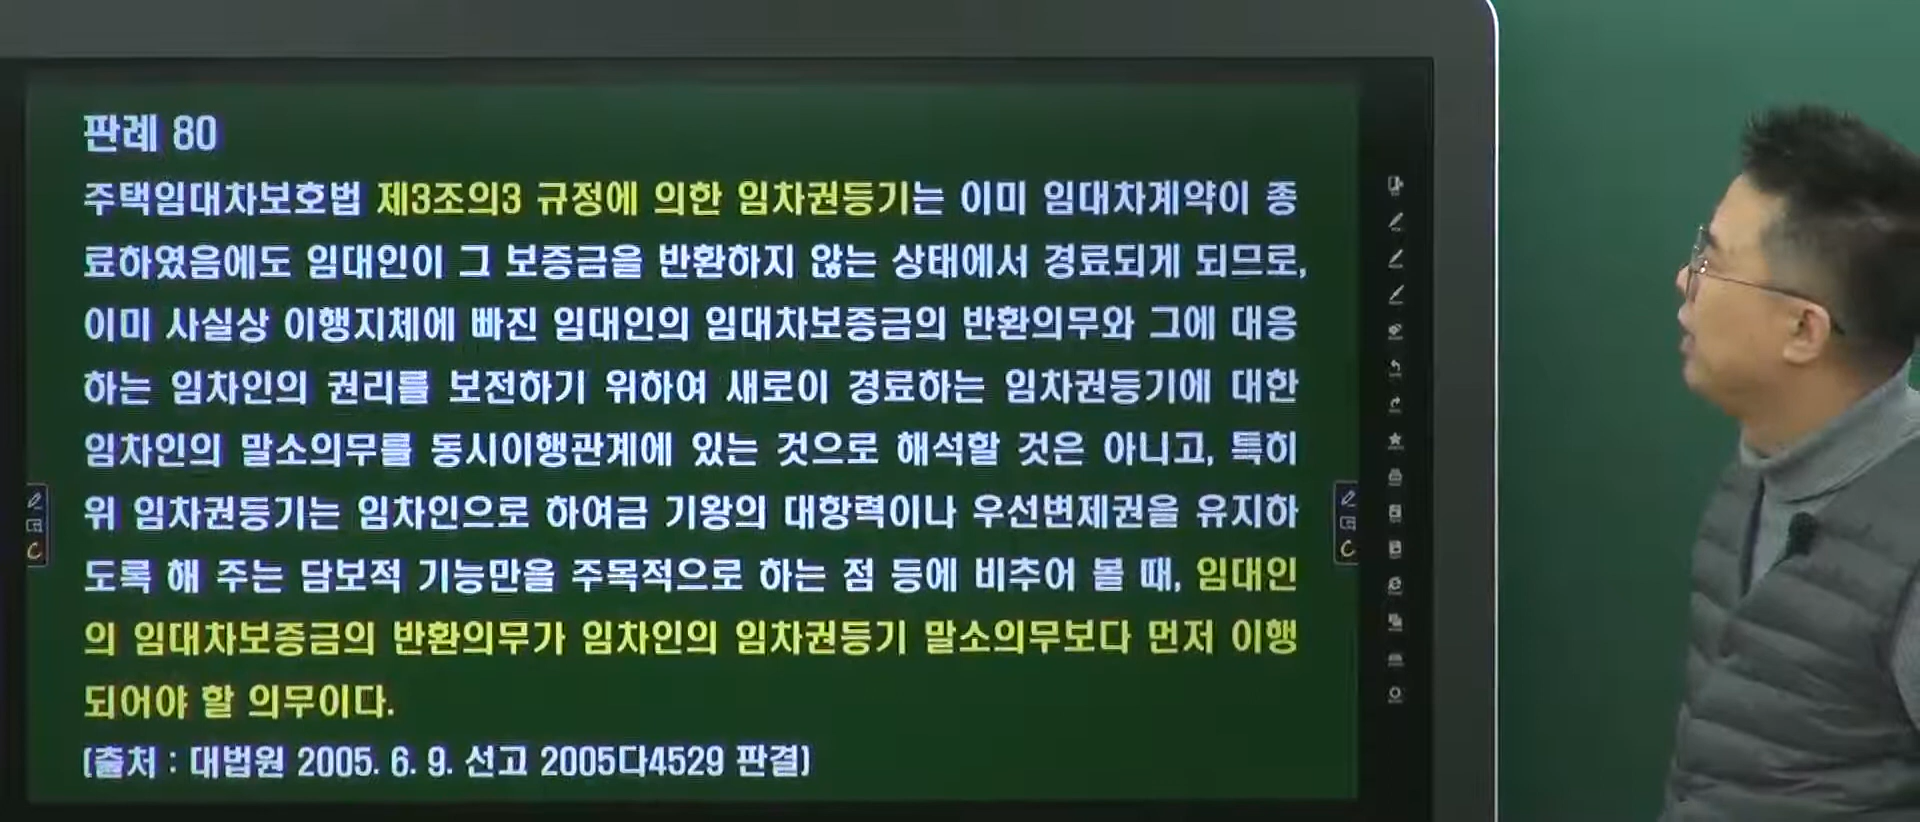 판례 80
주택임대차보호법 제3조의3 규정에 의한 임차권등기는 이미 임대차계약이 종
료하였음에도 임대인이 그 보증금을 반환하지 않는 상태에서 경료되게 되므로,
이미 사실상 이행지체에 빠진 임대인의 임대차보증금의 반환의무와 그에 대응
하는 임차인의 권리를 보전하기 위하여 새로이 경료하는 임차권등기에 대한
임차인의 말소의무를 동시이행관계에 있는 것으로 해석할 것은 아니고, 특히
위 임차권등기는 임차인으로 하여금 기왕의 대항력이나 우선변제권을 유지하
도록 해 주는 담보적 기능만을 주목적으로 하는 점 등에 비추어 볼 때, 임대인
의 임대차보증금의 반환의무가 임차인의 임차권등기 말소의무보다 먼저 이행
되어야 할 의무이다.
(출처 : 대법원 2005. 6. 9. 선고 2005다4529 판결)